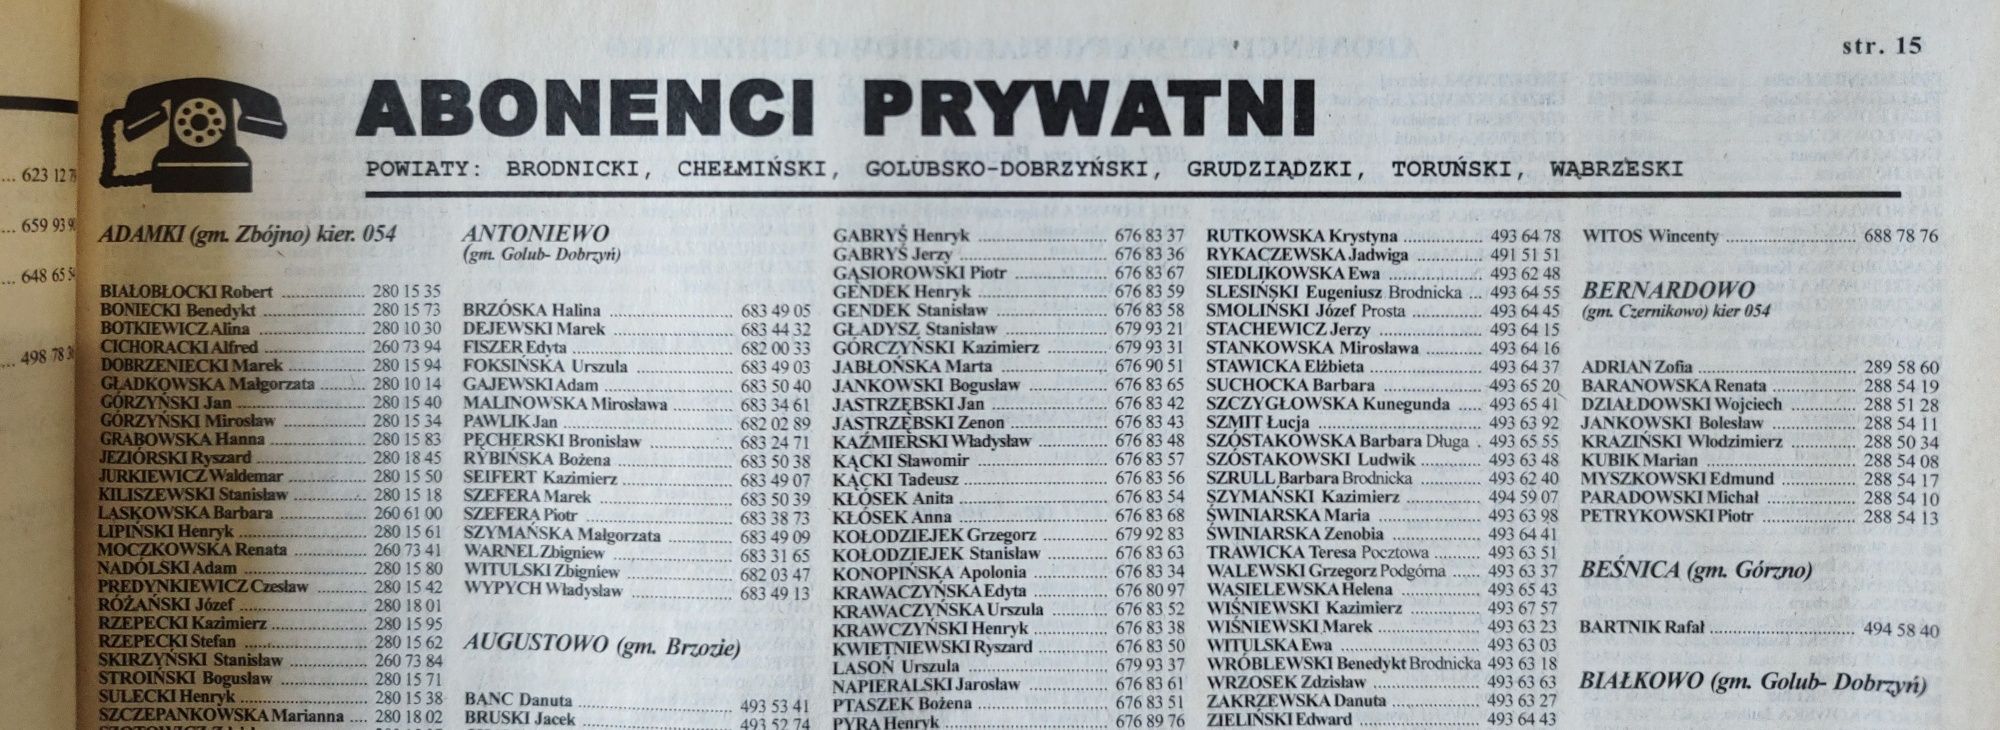 str. 15
ABONENCI PRYWATNI
POWIATY: BRODNICKI, CHEŁMIŃSKI, GOLUBSKO-DOBRZYŃSKI, GRUDZIĄDZKI, TORUŃSKI, WĄBRZESKI
... 623 12
... 659 93
... 648 65
... 498 78
ADAMKI (gm. Zbójno) kier. 054
BIAŁOBŁOCKI Robert 280 15 35
BONIECKI Benedykt 280 15 73
BOTKIEWICZ Alina 280 10 30
CICHORACKI Alfred 260 73 94
DOBRZENIECKI Marek 280 15 94
GŁADKOWSKA Małgorzata 280 10 14
GÓRZYŃSKI Jan 280 15 40
GÓRZYŃSKI Mirosław 280 15 34
GRABOWSKA Hanna 280 15 83
JEZIÓRSKI Ryszard 280 18 45
JURKIEWICZ Waldemar 280 15 50
KILISZEWSKI Stanisław 280 15 18
LASKOWSKA Barbara 260 61 00
LIPIŃSKI Henryk 280 15 61
MOCZKOWSKA Renata 260 73 41
NADÓLSKI Adam 280 15 80
PREDYNKIEWICZ Czesław 280 15 42
RÓŻAŃSKI Józef 280 18 01
RZEPECKI Kazimierz 280 15 95
RZEPECKI Stefan 280 15 62
SKIRZYŃSKI Stanisław 260 73 84
STROIŃSKI Bogusław 280 15 71
SULECKI Henryk 280 15 38
SZCZEPANKOWSKA Marianna 280 18 02
ANTONIEWO
(gm. Golub- Dobrzyń)
BRZÓSKA Halina 683 49 05
DEJEWSKI Marek 683 44 32
FISZER Edyta 682 00 33
FOKSIŃSKA Urszula 683 49 03
GAJEWSKI Adam 683 50 40
MALINOWSKA Mirosława 683 34 61
PAWLIK Jan 682 02 89
PĘCHERSKI Bronisław 683 24 71
RYBIŃSKA Bożena 683 50 38
SEIFERT Kazimierz 683 49 07
SZEFERA Marek 683 50 39
SZEFERA Piotr 683 38 73
SZYMAŃSKA Małgorzata 683 49 09
WARNEL Zbigniew 683 31 65
WITULSKI Zbigniew 682 03 47
WYPYCH Władysław 683 49 13
AUGUSTOWO (gm. Brzozie)
BANC Danuta 493 53 41
BRUSKI Jacek 493 52 74
GABRYŚ Henryk 676 83 37
GABRYŚ Jerzy 676 83 36
GĄSIOROWSKI Piotr 676 83 67
GENDEK Henryk 676 83 59
GENDEK Stanisław 676 83 58
GŁADYSZ Stanisław 679 93 21
GÓRCZYŃSKI Kazimierz 679 93 31
JABŁOŃSKA Marta 676 90 51
JANKOWSKI Bogusław 676 83 65
JASTRZĘBSKI Jan 676 83 42
JASTRZĘBSKI Zenon 676 83 43
KAŹMIERSKI Władysław 676 83 48
KĄCKI Sławomir 676 83 57
KĄCKI Tadeusz 676 83 56
KŁÓSEK Anita 676 83 54
KŁÓSEK Anna 676 83 68
KOŁODZIEJEK Grzegorz 679 92 83
KOŁODZIEJEK Stanisław 676 83 63
KONOPIŃSKA Apolonia 676 83 34
KRAWACZYŃSKA Edyta 676 80 97
KRAWACZYŃSKA Urszula 676 83 52
KRAWCZYŃSKI Henryk 676 83 38
KWIETNIEWSKI Ryszard 676 83 50
LASOŃ Urszula 679 93 37
NAPIERALSKI Jarosław 676 83 61
PTASZEK Bożena 676 83 51
PYRA Henryk 676 89 76
RUTKOWSKA Krystyna 493 64 78
RYKACZEWSKA Jadwiga 491 51 51
SIEDLIKOWSKA Ewa 493 62 48
SLESIŃSKI Eugeniusz Brodnicka ... 493 64 55
SMOLIŃSKI Józef Prosta 493 64 45
STACHEWICZ Jerzy 493 64 15
STANKOWSKA Mirosława 493 64 16
STAWICKA Elżbieta 493 64 37
SUCHOCKA Barbara 493 65 20
SZCZYGŁOWSKA Kunegunda 493 65 41
SZMIT Łucja 493 63 92
SZÓSTAKOWSKA Barbara Długa . 493 65 55
SZÓSTAKOWSKI Ludwik 493 63 48
SZRULL Barbara Brodnicka 493 62 40
SZYMAŃSKI Kazimierz 494 59 07
ŚWINIARSKA Maria 493 63 98
ŚWINIARSKA Zenobia 493 64 41
TRAWICKA Teresa Pocztowa 493 63 51
WALEWSKI Grzegorz Podgórna 493 63 37
WASIELEWSKA Helena 493 65 43
WIŚNIEWSKI Kazimierz 493 67 57
WIŚNIEWSKI Marek 493 63 23
WITULSKA Ewa 493 63 03
WRÓBLEWSKI Benedykt Brodnicka 493 63 18
WRZOSEK Zdzisław 493 63 63
ZAKRZEWSKA Danuta 493 63 27
ZIELIŃSKI Edward 493 64 43
WITOS Wincenty 688 78 76
BERNARDOWO
(gm. Czernikowo) kier 054
ADRIAN Zofia 289 58 60
BARANOWSKA Renata 288 54 19
DZIAŁDOWSKI Wojciech 288 51 28
JANKOWSKI Bolesław 288 54 11
KRAZIŃSKI Włodzimierz 288 50 34
KUBIK Marian 288 54 08
MYSZKOWSKI Edmund 288 54 17
PARADOWSKI Michał 288 54 10
PETRYKOWSKI Piotr 288 54 13
BEŚNICA (gm. Górzno)
BARTNIK Rafał 494 58 40
BIAŁKOWO (gm. Golub- Dobrzyń)